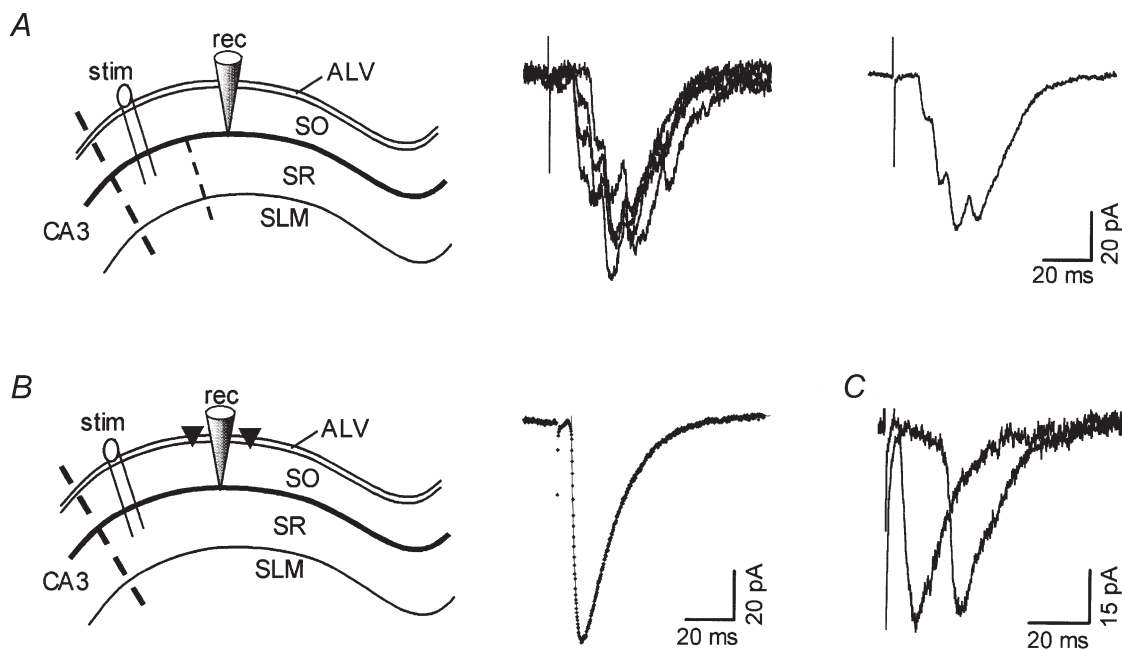 A
rec
stim
ALV
SO
SR
SLM
CA3
20 pA
20 ms
B
rec
stim
ALV
SO
SR
SLM
CA3
20 pA
20 ms
C
15 pA
20 ms